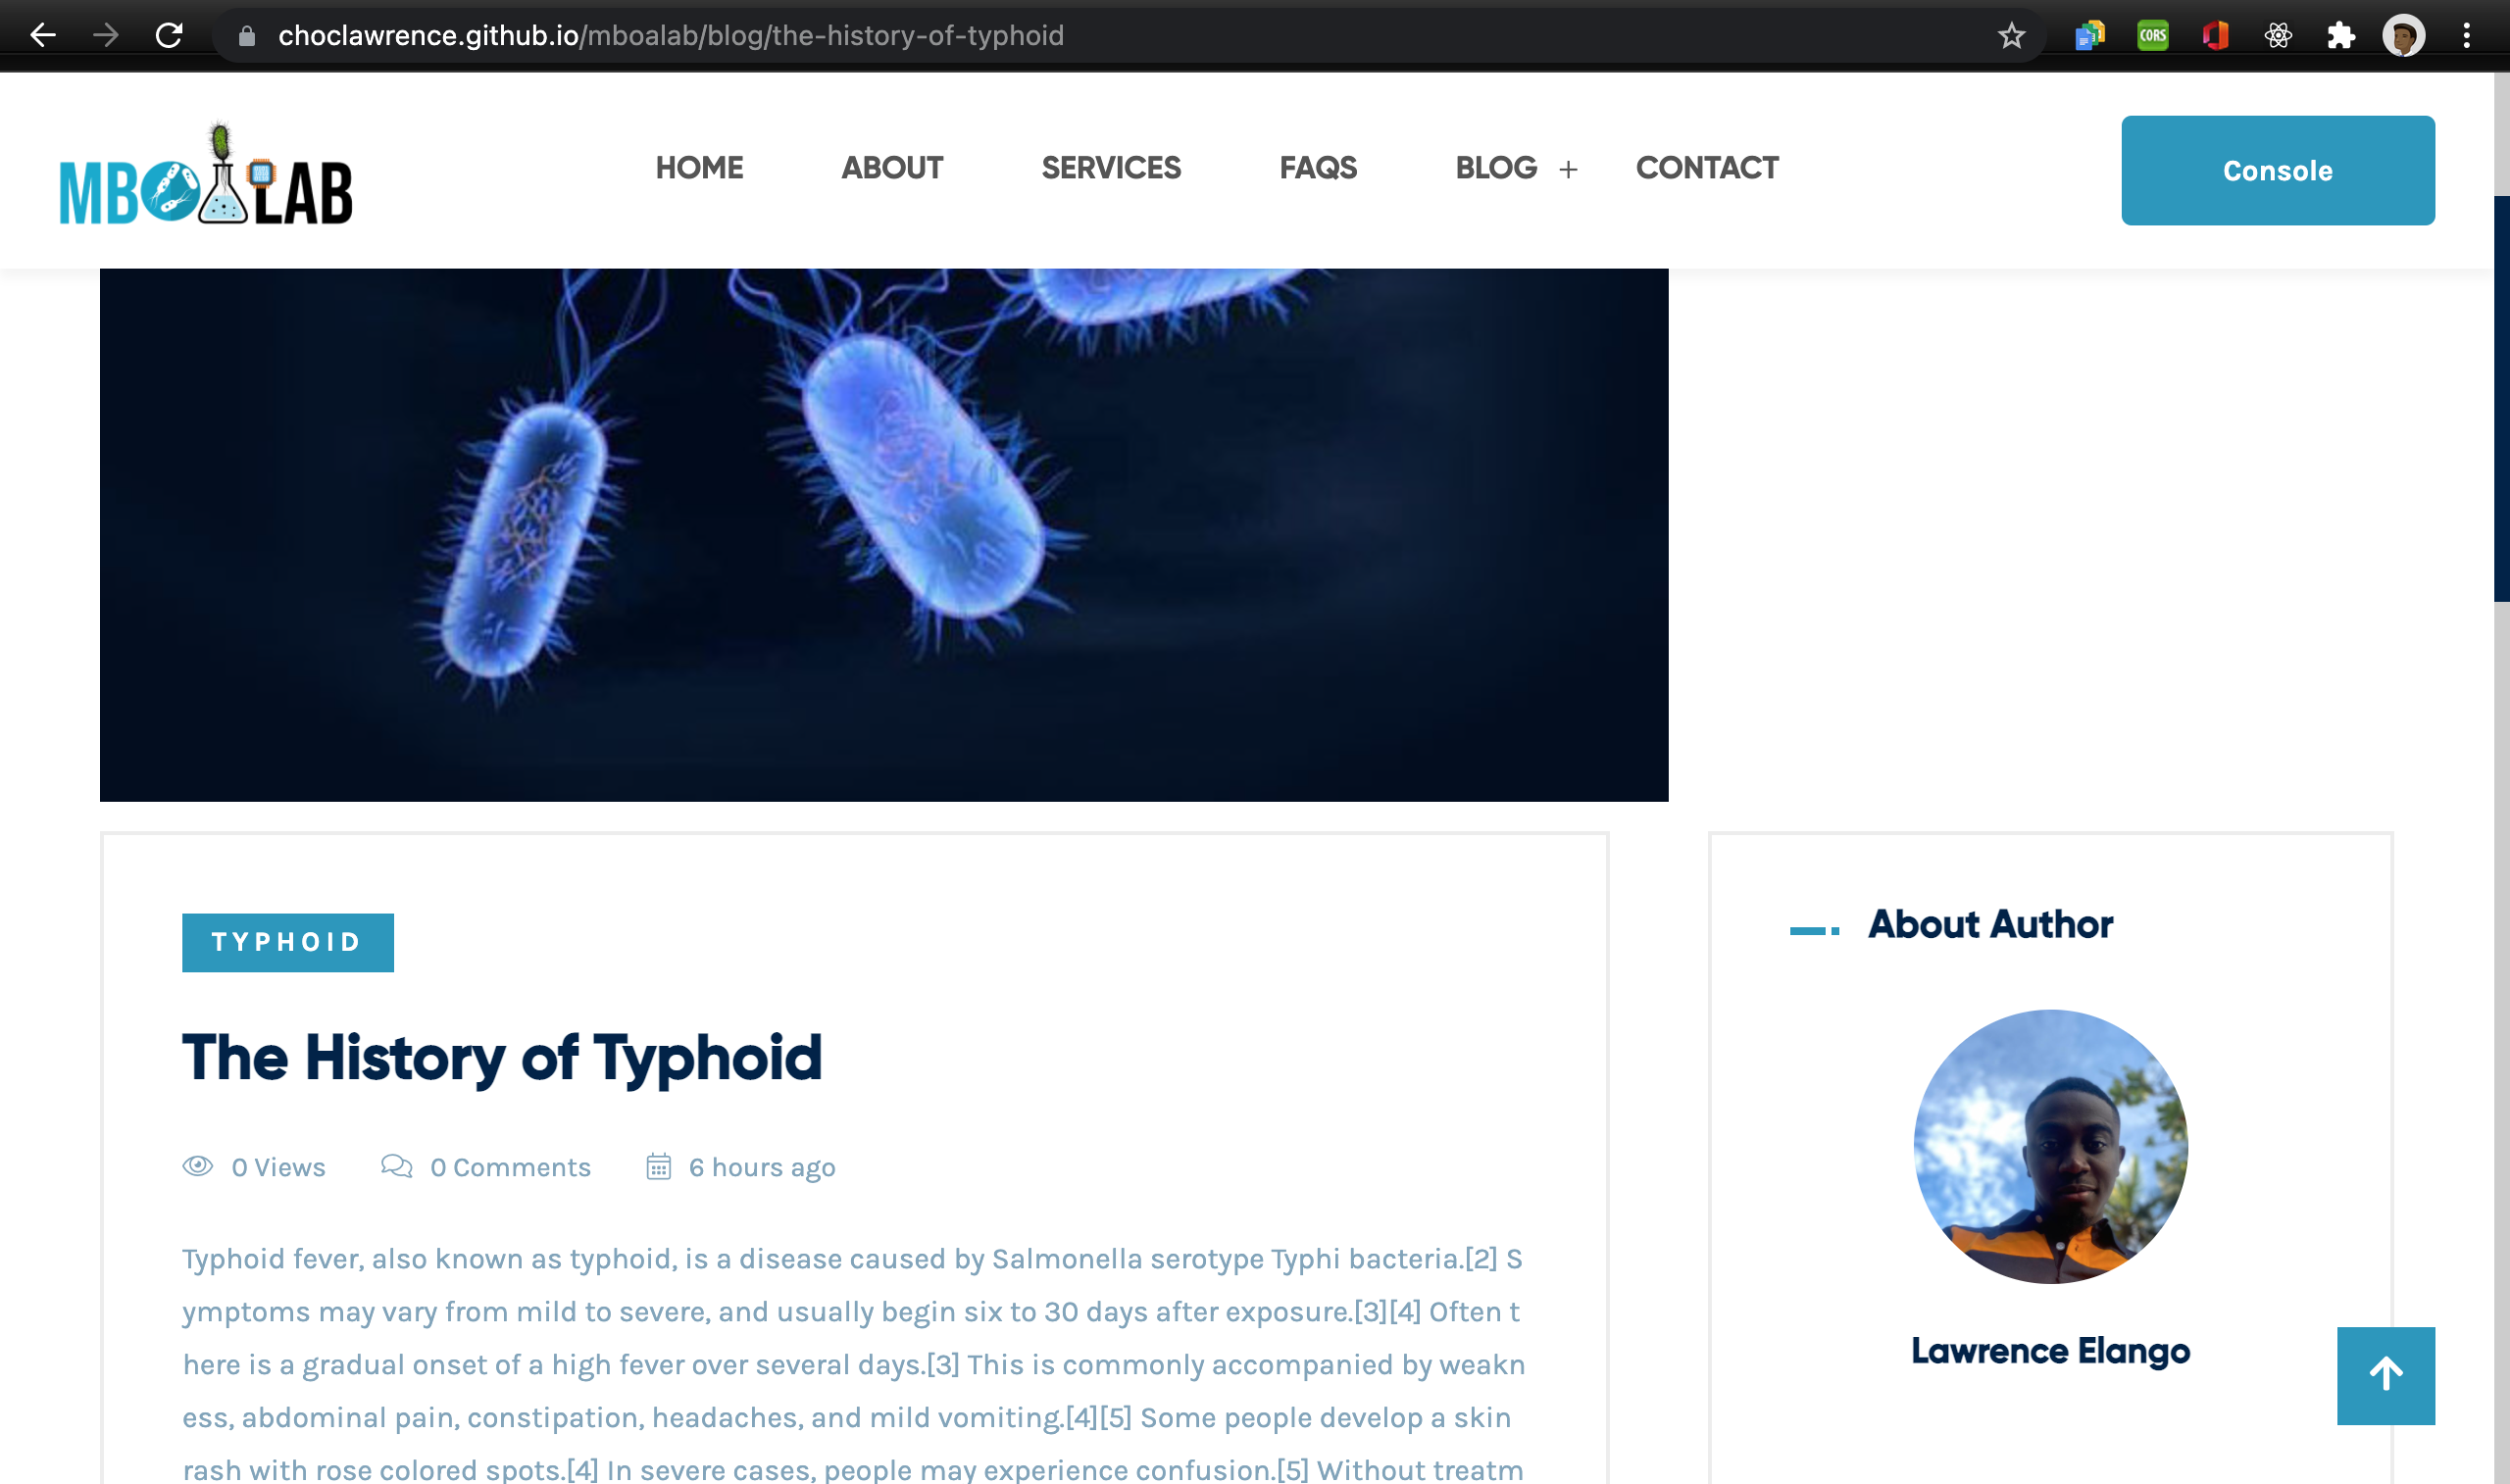 choclawrence.github.io/mboalab/blog/the-history-of-typhoid
CORS
MBOALAB
HOME ABOUT SERVICES FAQS BLOG + CONTACT
Console
TYPHOID
The History of Typhoid
0 Views 0 Comments 6 hours ago
Typhoid fever, also known as typhoid, is a disease caused by Salmonella serotype Typhi bacteria.[2] S
ymptoms may vary from mild to severe, and usually begin six to 30 days after exposure.[3][4] Often t
here is a gradual onset of a high fever over several days.[3] This is commonly accompanied by weakn
ess, abdominal pain, constipation, headaches, and mild vomiting.[4][5] Some people develop a skin
rash with rose colored spots.[4] In severe cases, people may experience confusion.[5] Without treatm
About Author
Lawrence Elango